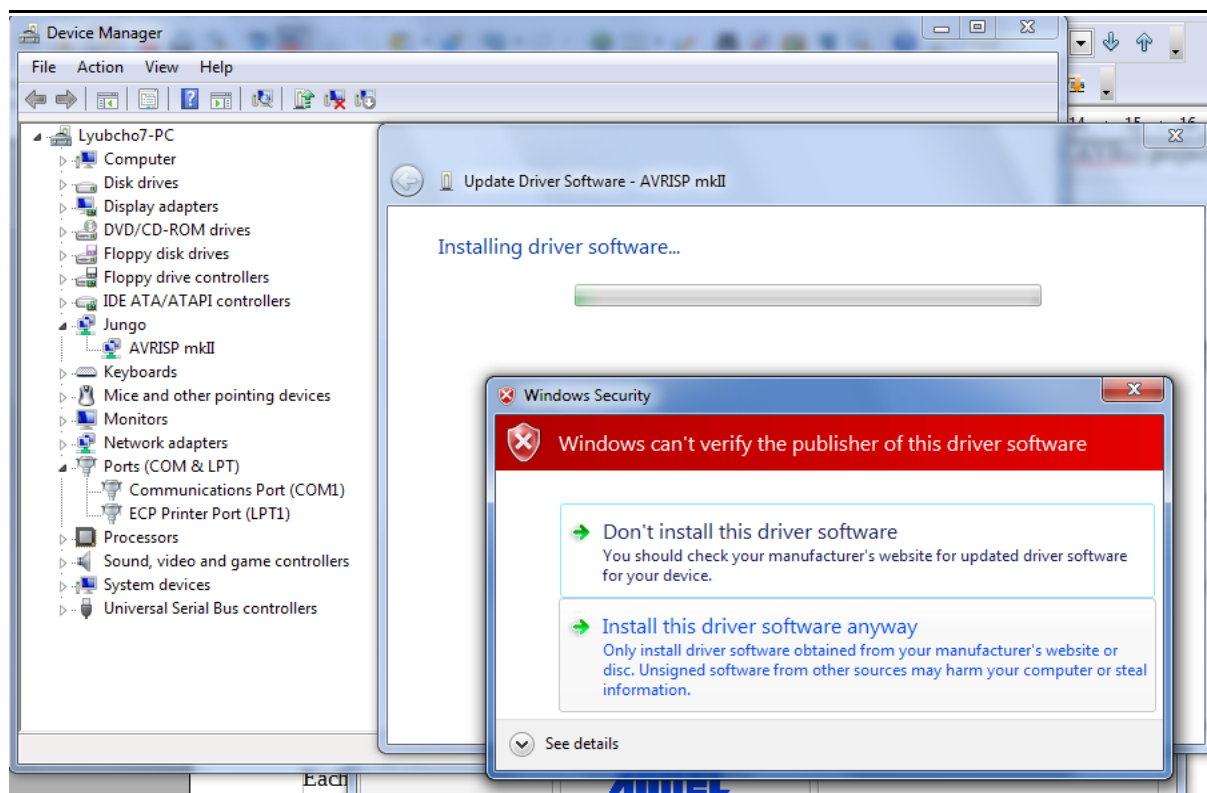 Device Manager
File Action View Help
Lyubcho7-PC
Computer
Disk drives
Display adapters
DVD/CD-ROM drives
Floppy disk drives
Floppy drive controllers
IDE ATA/ATAPI controllers
Jungo
AVRISP mkII
Keyboards
Mice and other pointing devices
Monitors
Network adapters
Ports (COM & LPT)
Communications Port (COM1)
ECP Printer Port (LPT1)
Processors
Sound, video and game controllers
System devices
Universal Serial Bus controllers
14 15 16
Update Driver Software - AVRISP mkII
Installing driver software...
Windows Security
Windows can't verify the publisher of this driver software
Don't install this driver software
You should check your manufacturer's website for updated driver software
for your device.
Install this driver software anyway
Only install driver software obtained from your manufacturer's website or
disc. Unsigned software from other sources may harm your computer or steal
information.
See details
Each